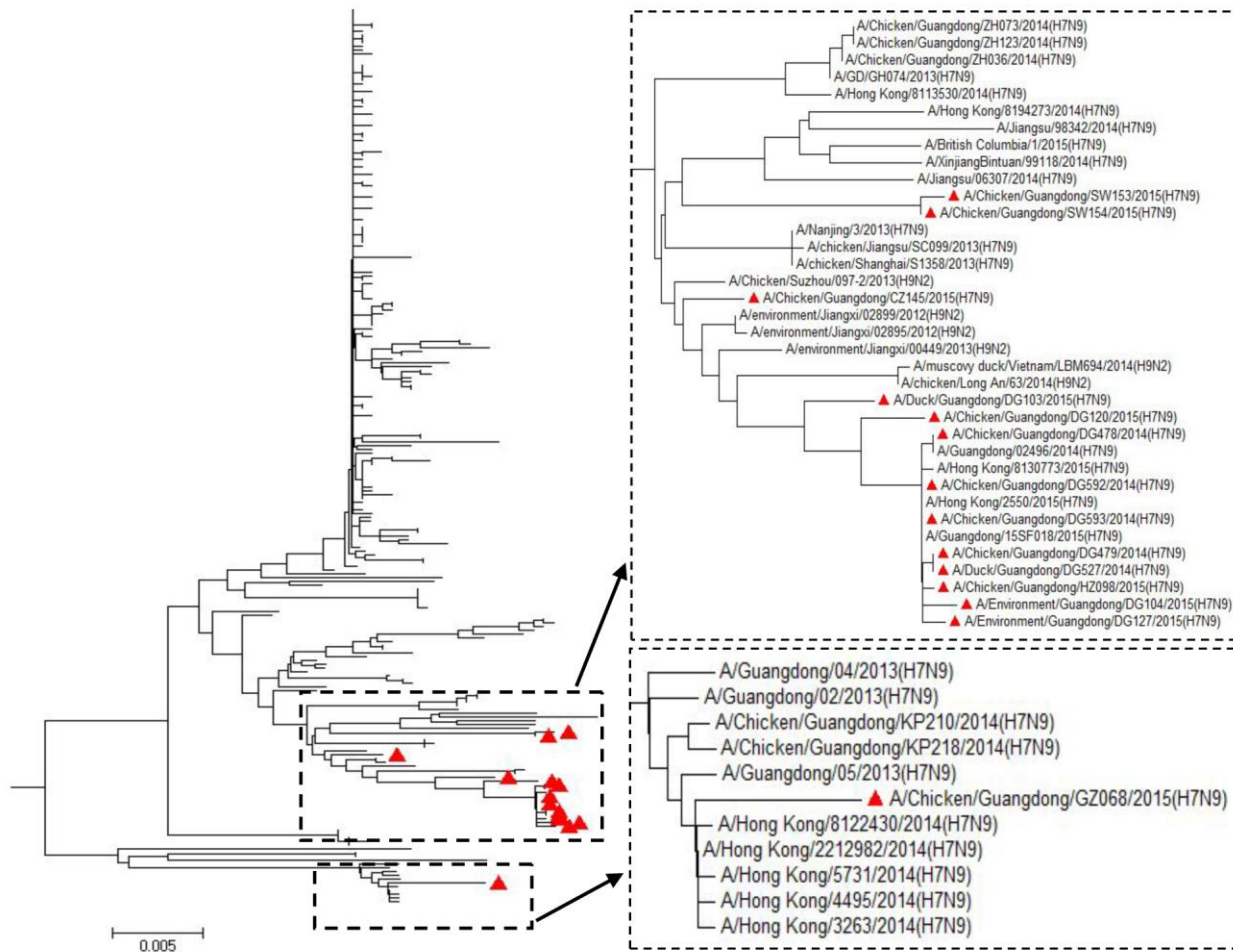 A/Chicken/Guangdong/ZH073/2014(H7N9)
A/Chicken/Guangdong/ZH123/2014(H7N9)
A/Chicken/Guangdong/ZH036/2014(H7N9)
A/GD/GH074/2013(H7N9)
A/Hong Kong/8113530/2014(H7N9)
A/Hong Kong/8194273/2014(H7N9)
A/Jiangsu/98342/2014(H7N9)
A/British Columbia/1/2015(H7N9)
A/XinjiangBintuan/99118/2014(H7N9)
A/Jiangsu/06307/2014(H7N9)
A/Chicken/Guangdong/SW153/2015(H7N9)
A/Chicken/Guangdong/SW154/2015(H7N9)
A/Nanjing/3/2013(H7N9)
A/chicken/Jiangsu/SC099/2013(H7N9)
A/chicken/Shanghai/S1358/2013(H7N9)
A/Chicken/Suzhou/097-2/2013(H9N2)
A/Chicken/Guangdong/CZ145/2015(H7N9)
A/environment/Jiangxi/02899/2012(H9N2)
A/environment/Jiangxi/02895/2012(H9N2)
A/environment/Jiangxi/00449/2013(H9N2)
A/muscovy duck/Vietnam/LBM694/2014(H9N2)
A/chicken/Long An/63/2014(H9N2)
A/Duck/Guangdong/DG103/2015(H7N9)
A/Chicken/Guangdong/DG120/2015(H7N9)
A/Chicken/Guangdong/DG478/2014(H7N9)
A/Guangdong/02496/2014(H7N9)
A/Hong Kong/8130773/2015(H7N9)
A/Chicken/Guangdong/DG592/2014(H7N9)
A/Hong Kong/2550/2015(H7N9)
A/Chicken/Guangdong/DG593/2014(H7N9)
A/Guangdong/15SF018/2015(H7N9)
A/Chicken/Guangdong/DG479/2014(H7N9)
A/Duck/Guangdong/DG527/2014(H7N9)
A/Chicken/Guangdong/HZ098/2015(H7N9)
A/Environment/Guangdong/DG104/2015(H7N9)
A/Environment/Guangdong/DG127/2015(H7N9)
A/Guangdong/04/2013(H7N9)
A/Guangdong/02/2013(H7N9)
A/Chicken/Guangdong/KP210/2014(H7N9)
A/Chicken/Guangdong/KP218/2014(H7N9)
A/Guangdong/05/2013(H7N9)
A/Chicken/Guangdong/GZ068/2015(H7N9)
A/Hong Kong/8122430/2014(H7N9)
A/Hong Kong/2212982/2014(H7N9)
A/Hong Kong/5731/2014(H7N9)
A/Hong Kong/4495/2014(H7N9)
A/Hong Kong/3263/2014(H7N9)
0.005